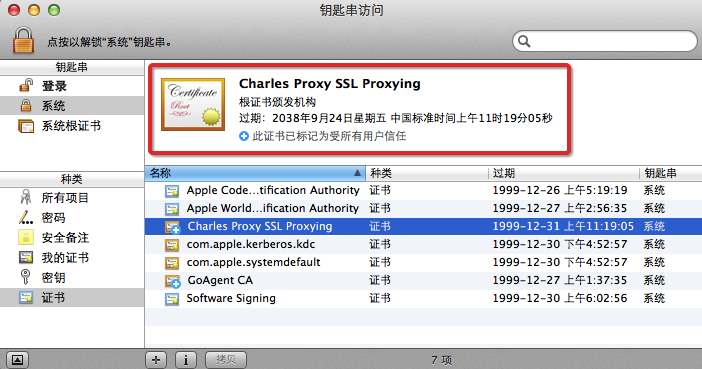 钥匙串访问
点按以解锁“系统”钥匙串。
钥匙串
登录
系统
系统根证书
种类
所有项目
密码
安全备注
我的证书
密钥
证书
Certificate
Root
Charles Proxy SSL Proxying
根证书颁发机构
过期：2038年9月24日星期五 中国标准时间上午11时19分05秒
此证书已标记为受所有用户信任
名称 种类 过期 钥匙串
Apple Code...tification Authority 证书 1999-12-26 上午5:19:19 系统
Apple World...tification Authority 证书 1999-12-27 上午2:56:35 系统
Charles Proxy SSL Proxying 证书 1999-12-31 上午11:19:05 系统
com.apple.kerberos.kdc 证书 1999-12-30 下午4:52:57 系统
com.apple.systemdefault 证书 1999-12-30 下午4:52:57 系统
GoAgent CA 证书 1999-12-27 上午1:37:35 系统
Software Signing 证书 1999-12-30 上午6:02:56 系统
拷贝
7 项